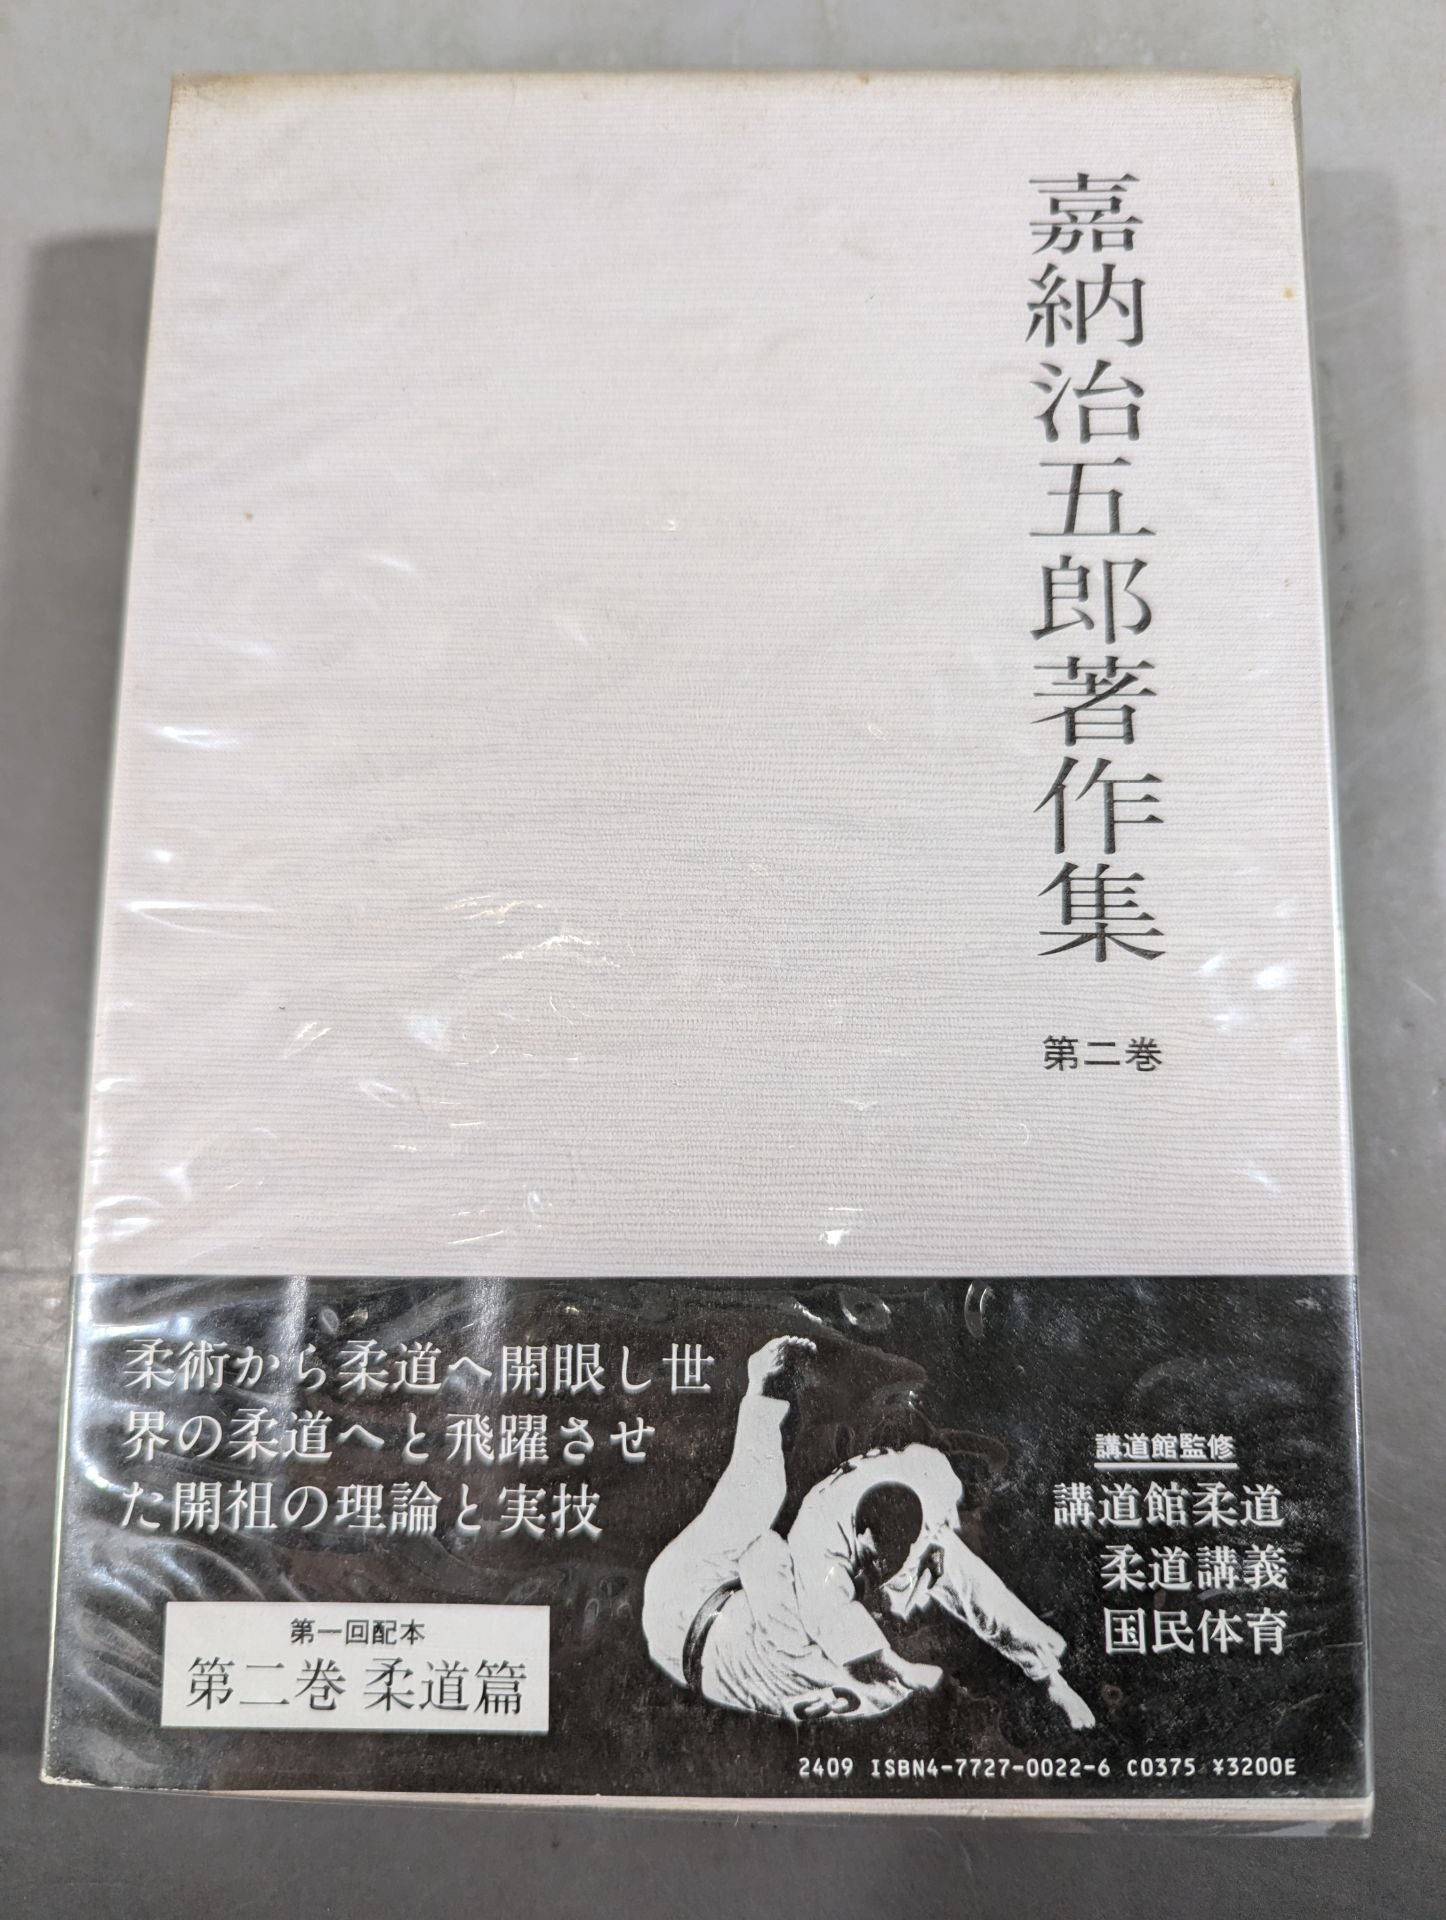 嘉納治五郎著作集
第二巻
柔術から柔道へ開眼し世
界の柔道へと飛躍させ
た開祖の理論と実技
第一回配本
第二巻 柔道篇
講道館監修
講道館柔道
柔道講義
国民体育
2409 ISBN4-7727-0022-6 C0375 ¥3200E